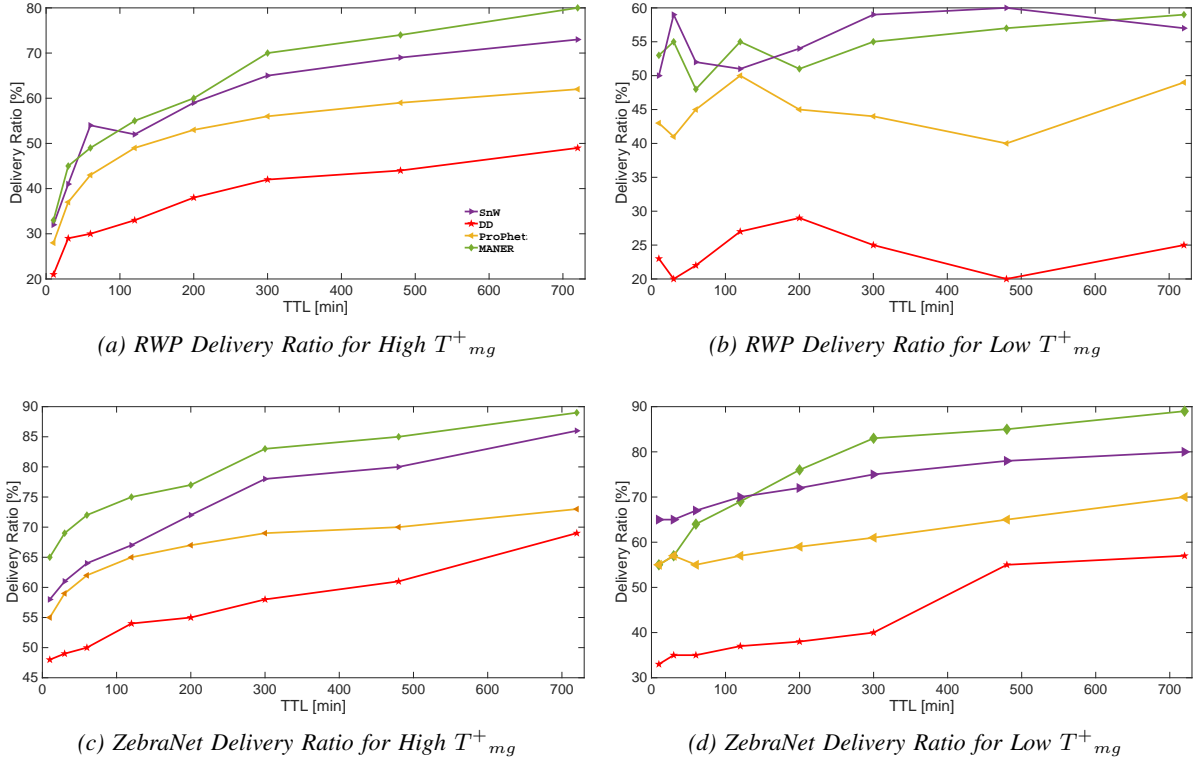 80
70
60
50
40
30
20
Delivery Ratio [%]
0 100 200 300 400 500 600 700
TTL [min]
SnW
DD
ProPhet
MANER
(a) RWP Delivery Ratio for High T+mg
60
55
50
45
40
35
30
25
20
Delivery Ratio [%]
0 100 200 300 400 500 600 700
TTL [min]
(b) RWP Delivery Ratio for Low T+mg
90
85
80
75
70
65
60
55
50
45
Delivery Ratio [%]
0 100 200 300 400 500 600 700
TTL [min]
(c) ZebraNet Delivery Ratio for High T+mg
90
80
70
60
50
40
30
Delivery Ratio [%]
0 100 200 300 400 500 600 700
TTL [min]
(d) ZebraNet Delivery Ratio for Low T+mg